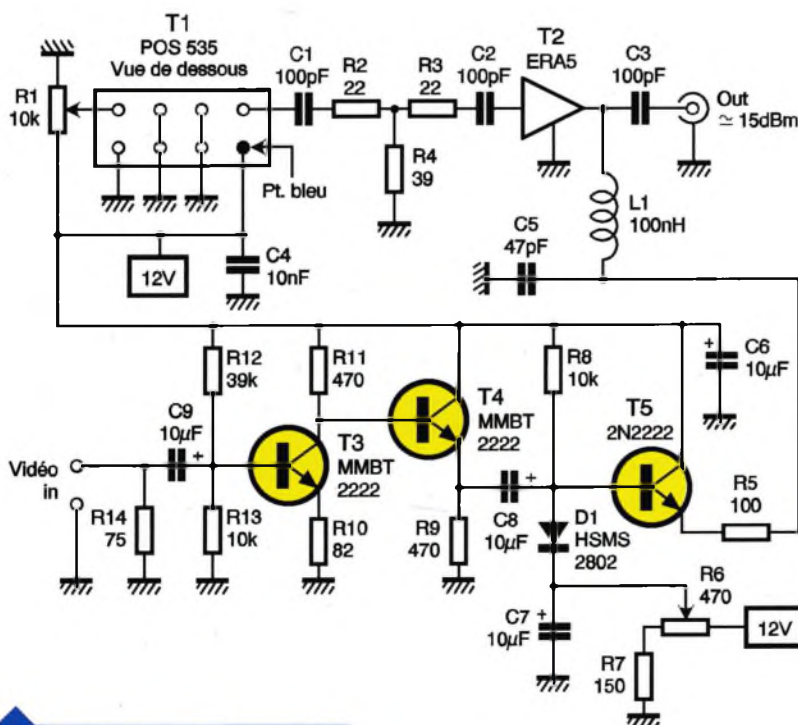 T1
POS 535
Vue de dessous
R1
10k
C1
100pF
R2
22
R3
22
C2
100pF
T2
ERA5
C3
100pF
Out
≃ 15dBm
R4
39
Pt. bleu
L1
100nH
C5
47pF
12V
C4
10nF
R12
39k
R11
470
T4
MMBT
2222
R8
10k
C6
10µF
+
T5
2N2222
C9
10µF
+
T3
MMBT
2222
Vidéo
in
R14
75
R13
10k
R10
82
R9
470
C8
10µF
+
D1
HSMS
2802
R5
100
R6
470
C7
10µF
+
12V
R7
150